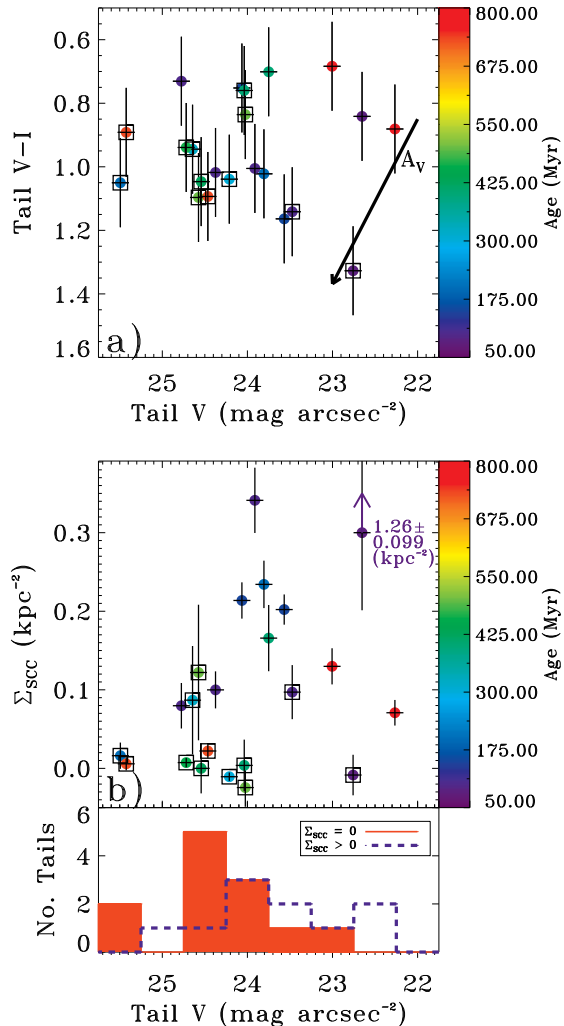 0.6
0.8
1.0
1.2
1.4
1.6
Tail V-I
a)
A_V
25 24 23 22
Tail V (mag arcsec⁻²)
800.00
675.00
550.00
425.00
300.00
175.00
50.00
Age (Myr)
0.3
0.2
0.1
0.0
Σ_SCC (kpc⁻²)
1.26±
0.099
(kpc⁻²)
b)
800.00
675.00
550.00
425.00
300.00
175.00
50.00
Age (Myr)
6
4
2
0
No. Tails
Σ_SCC = 0
Σ_SCC > 0
25 24 23 22
Tail V (mag arcsec⁻²)